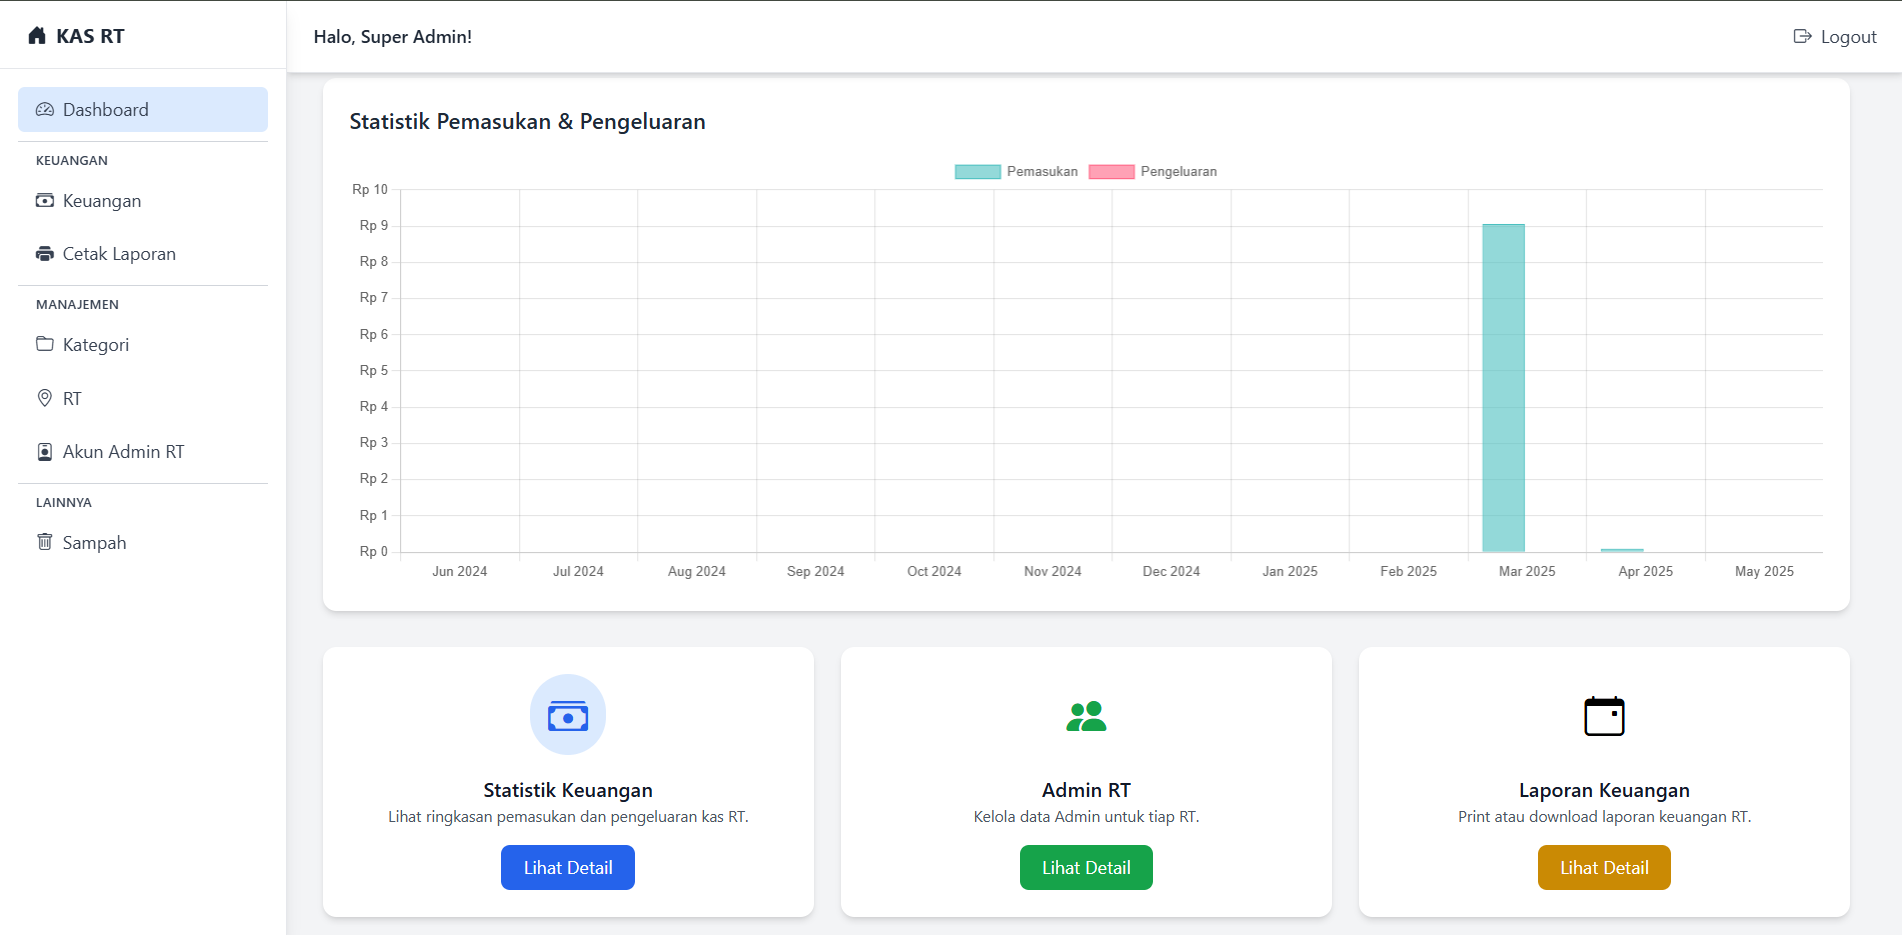 KAS RT
Halo, Super Admin!
Logout
Dashboard
KEUANGAN
Keuangan
Cetak Laporan
MANAJEMEN
Kategori
RT
Akun Admin RT
LAINNYA
Sampah
Statistik Pemasukan & Pengeluaran
Pemasukan Pengeluaran
Rp 10
Rp 9
Rp 8
Rp 7
Rp 6
Rp 5
Rp 4
Rp 3
Rp 2
Rp 1
Rp 0
Jun 2024 Jul 2024 Aug 2024 Sep 2024 Oct 2024 Nov 2024 Dec 2024 Jan 2025 Feb 2025 Mar 2025 Apr 2025 May 2025
Statistik Keuangan
Lihat ringkasan pemasukan dan pengeluaran kas RT.
Lihat Detail
Admin RT
Kelola data Admin untuk tiap RT.
Lihat Detail
Laporan Keuangan
Print atau download laporan keuangan RT.
Lihat Detail